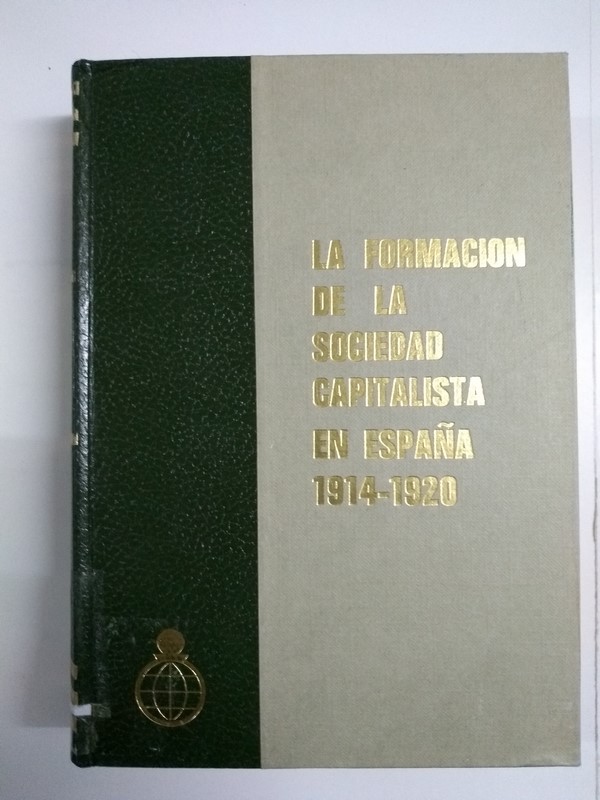 LA FORMACION
DE LA
SOCIEDAD
CAPITALISTA
EN ESPAÑA
1914-1920